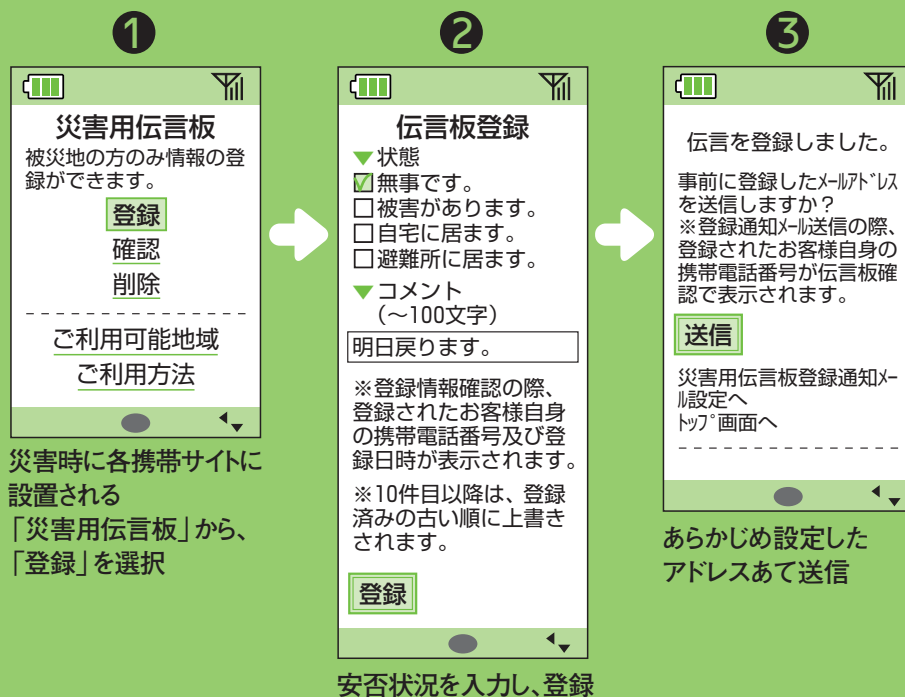 ❶
災害用伝言板
被災地の方のみ情報の登
録ができます。
登録
確認
削除
ご利用可能地域
ご利用方法
災害時に各携帯サイトに
設置される
「災害用伝言板」から、
「登録」を選択
❷
伝言板登録
▼状態
☑無事です。
□被害があります。
□自宅に居ます。
□避難所に居ます。
▼コメント
(〜100文字)
明日戻ります。
※登録情報確認の際、
登録されたお客様自身
の携帯電話番号及び登
録日時が表示されます。
※10件目以降は、登録
済みの古い順に上書き
されます。
登録
安否状況を入力し、登録
❸
伝言を登録しました。
事前に登録したﾒｰﾙｱﾄﾞﾚｽ
を送信しますか？
※登録通知ﾒｰﾙ送信の際、
登録されたお客様自身の
携帯電話番号が伝言板確
認で表示されます。
送信
災害用伝言板登録通知ﾒｰ
ﾙ設定へ
ﾄｯﾌﾟ画面へ
あらかじめ設定した
アドレスあて送信